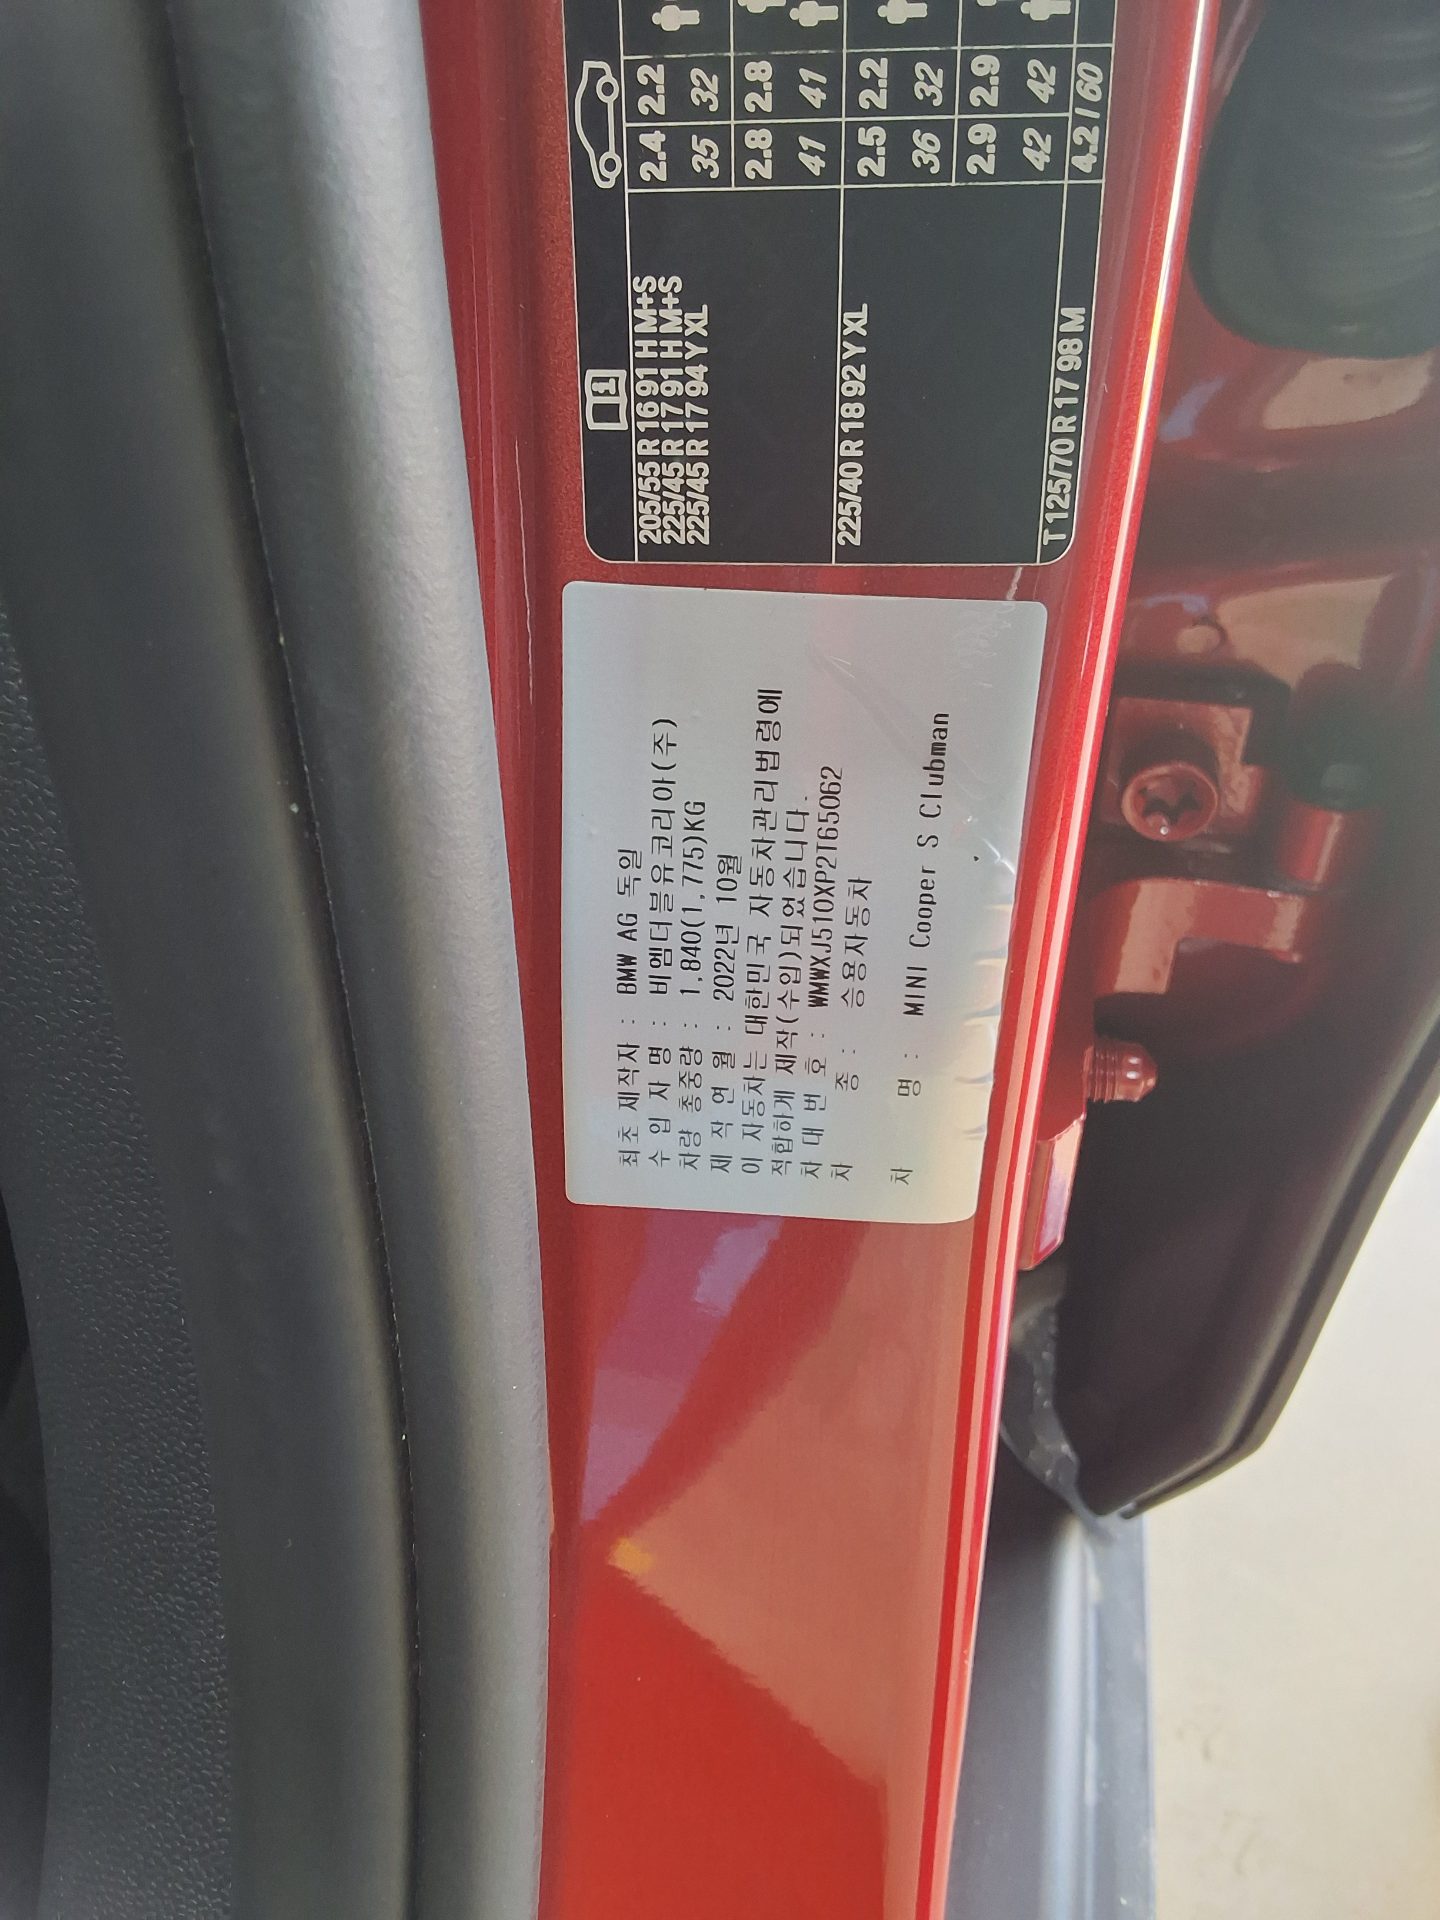 205/55 R 16 91 H M+S
225/45 R 17 91 H M+S
225/45 R 17 94 Y XL
2.4 2.2
35 32
2.8 2.8
41 41
225/40 R 18 92 Y XL
2.5 2.2
36 32
2.9 2.9
42 42
T 125/70 R 17 98 M
4.2 / 60
최초 제작자 : BMW AG 독일
수 입 자 명 : 비엠더블유코리아(주)
차량 총중량 : 1,840(1,775)KG
제 작 연 월 : 2022년 10월
이 자동차는 대한민국 자동차관리법령에
적합하게 제작(수입)되었습니다.
차 대 번 호 : WMWXJ510XP2T65062
차 종 : 승용자동차
차 명 : MINI Cooper S Clubman